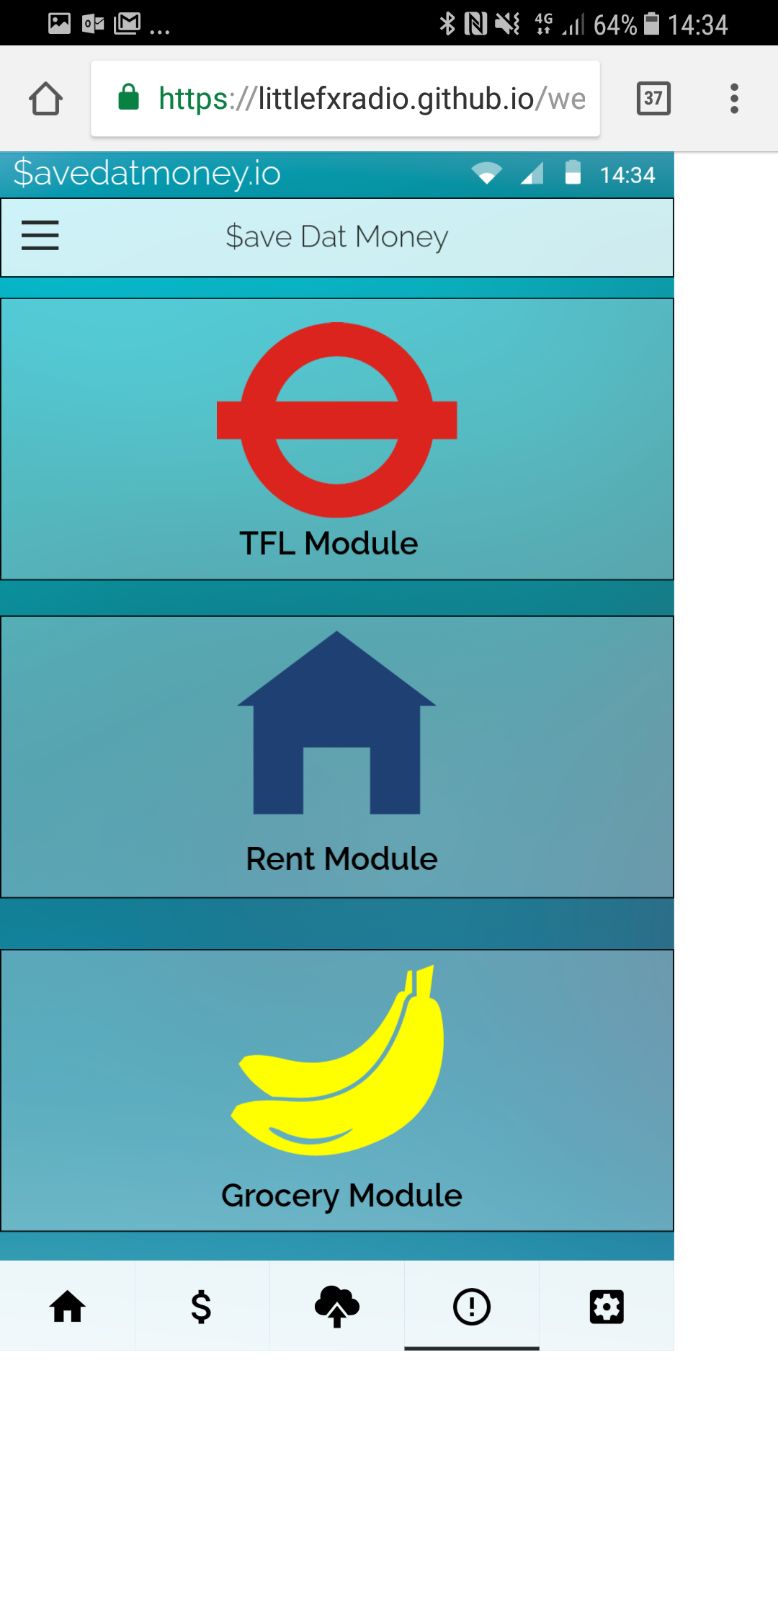 ... 4G 64% 14:34
https://littlefxradio.github.io/we 37
$avedatmoney.io 14:34
$ave Dat Money
TFL Module
Rent Module
Grocery Module
$